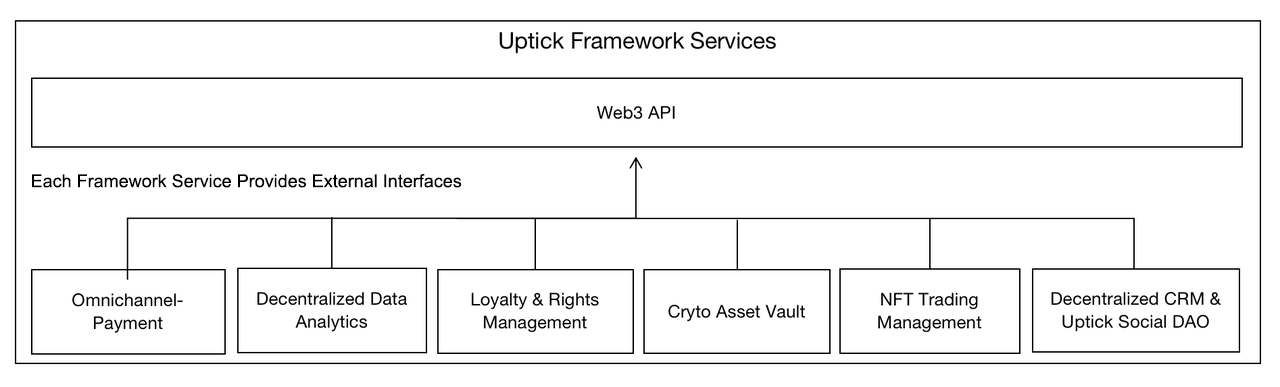 Uptick Framework Services
Web3 API
Each Framework Service Provides External Interfaces
Omnichannel-
Payment
Decentralized Data
Analytics
Loyalty & Rights
Management
Cryto Asset Vault
NFT Trading
Management
Decentralized CRM &
Uptick Social DAO